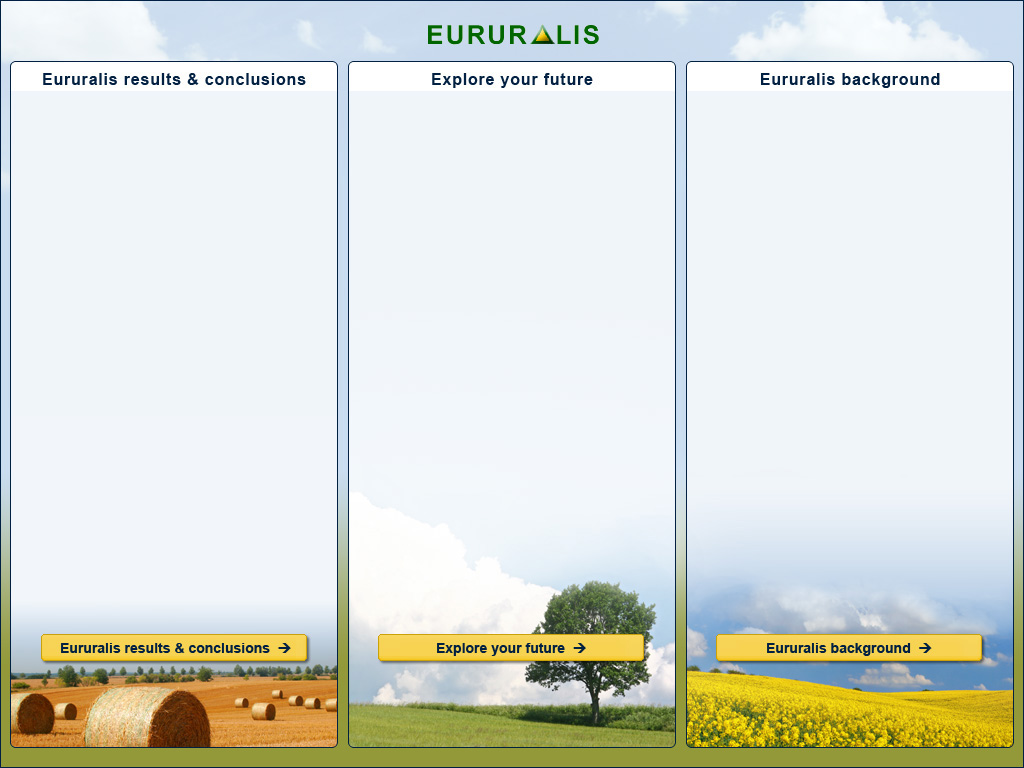 EURURALIS
Eururalis results & conclusions
Explore your future
Eururalis background
Eururalis results & conclusions →
Explore your future →
Eururalis background →